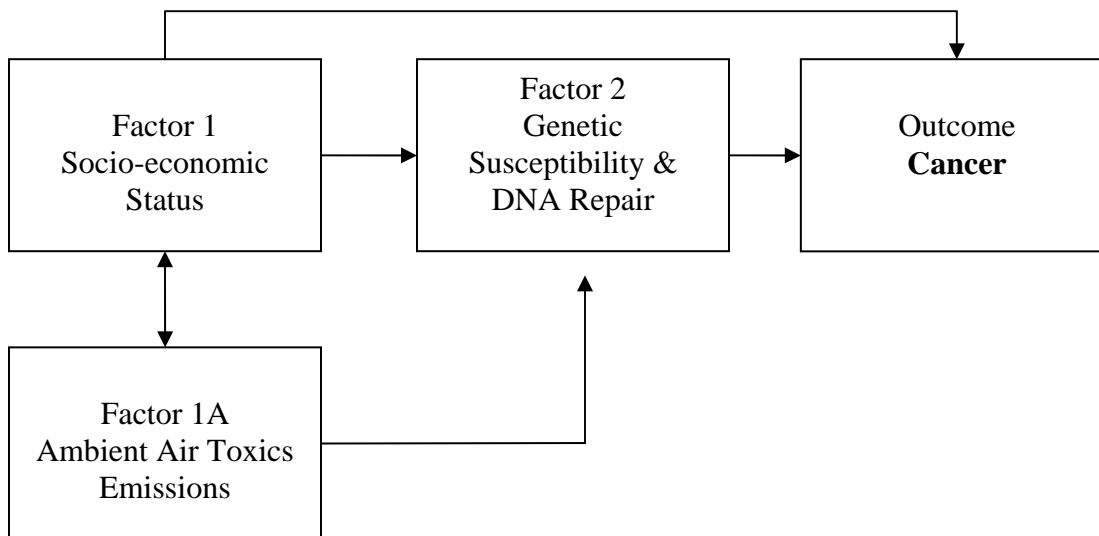 Factor 1
Socio-economic
Status
Factor 2
Genetic
Susceptibility &
DNA Repair
Outcome
Cancer
Factor 1A
Ambient Air Toxics
Emissions